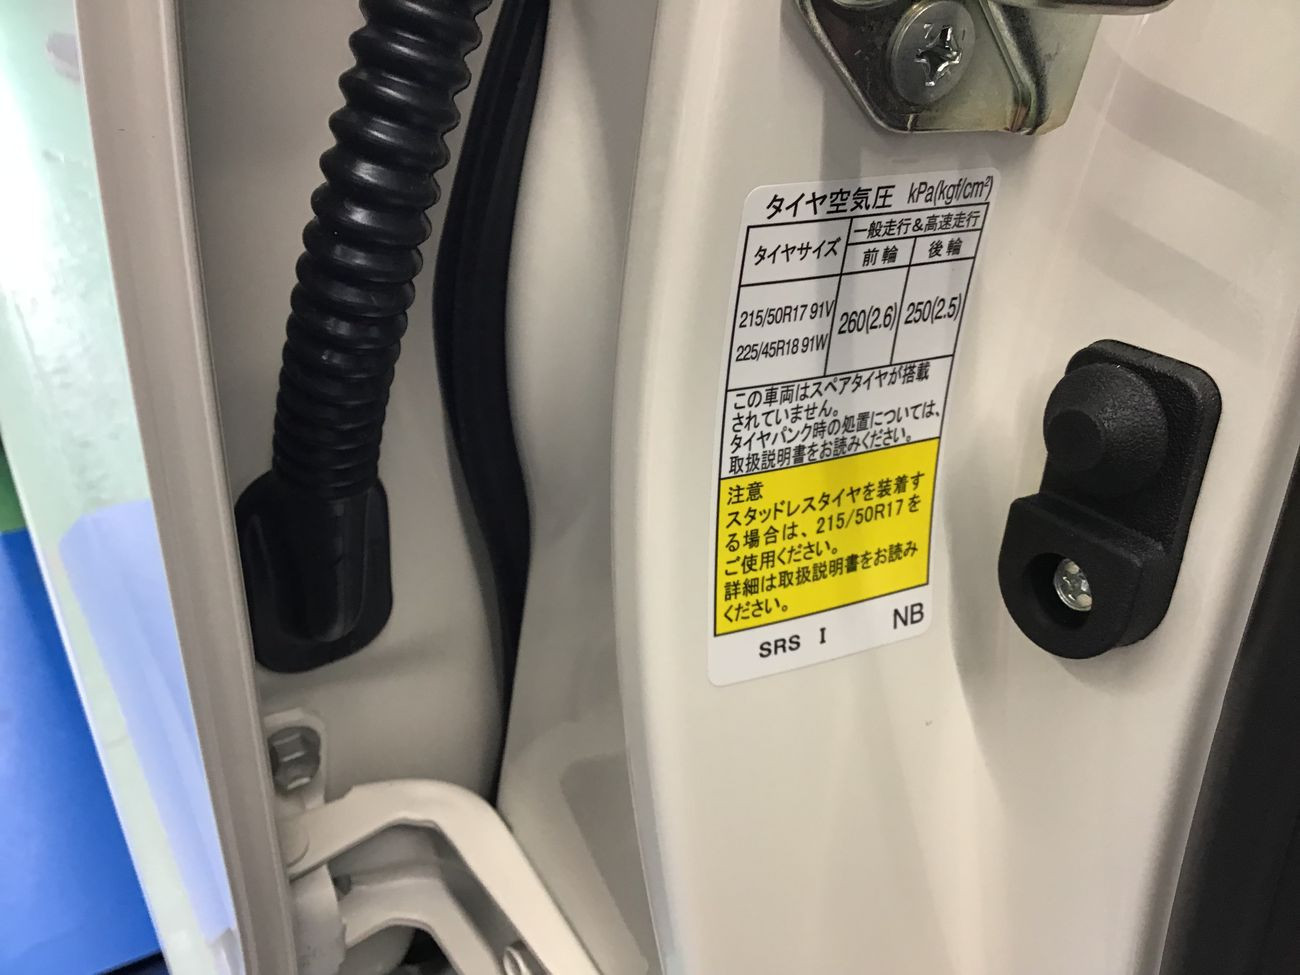 タイヤ空気圧 kPa(kgf/cm²)
タイヤサイズ 一般走行&高速走行
前輪 後輪
215/50R17 91V 260(2.6) 250(2.5)
225/45R18 91W
この車両はスペアタイヤが搭載
されていません。
タイヤパンク時の処置については、
取扱説明書をお読みください。
注意
スタッドレスタイヤを装着す
る場合は、215/50R17を
ご使用ください。
詳細は取扱説明書をお読み
ください。
SRS I NB